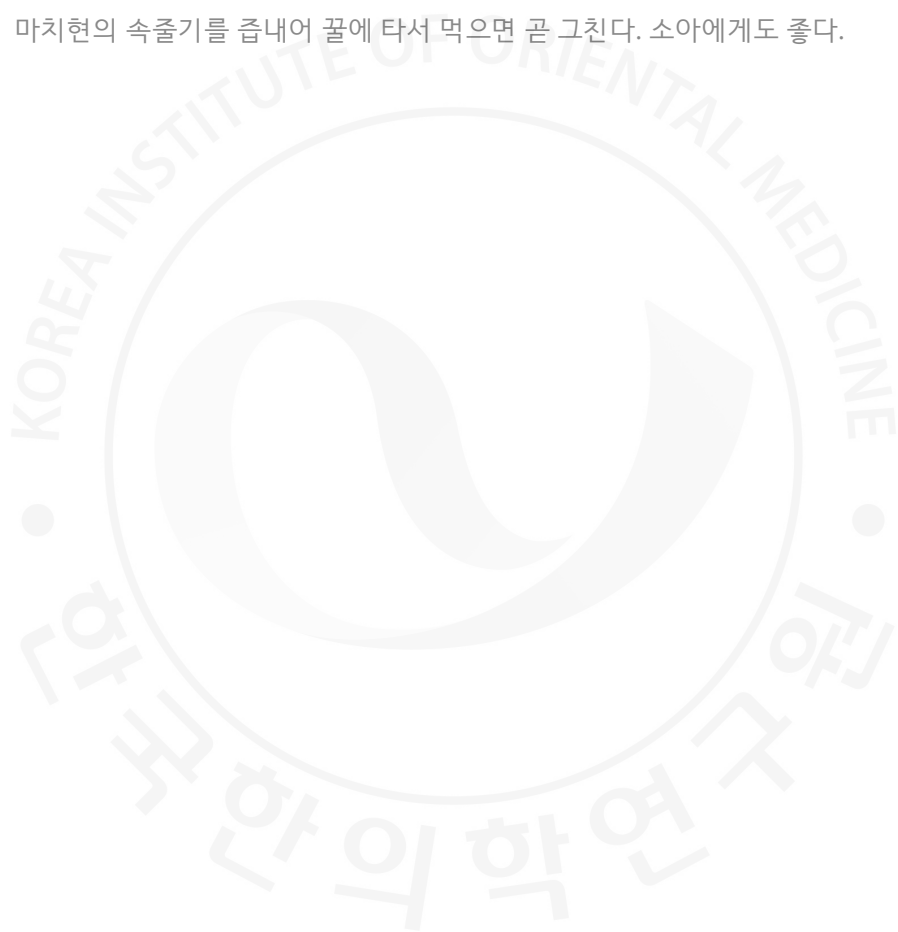 마치현의 속줄기를 즙내어 꿀에 타서 먹으면 곧 그친다. 소아에게도 좋다.
KOREA INSTITUTE OF ORIENTAL MEDICINE
한국한의학연구원